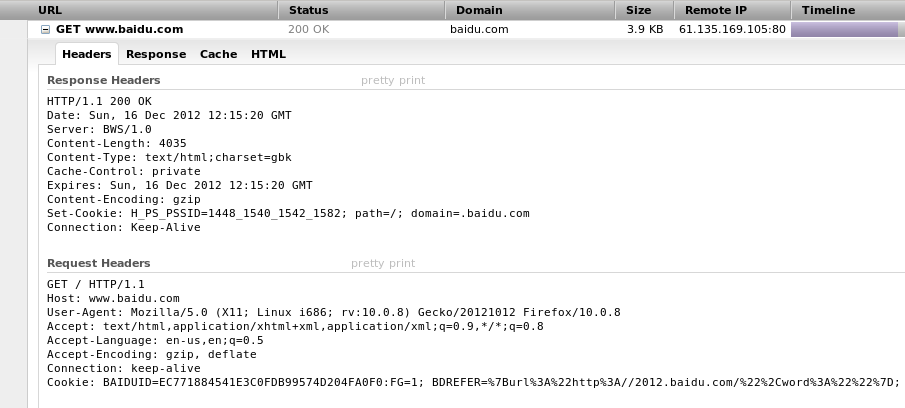 URL Status Domain Size Remote IP Timeline
GET www.baidu.com 200 OK baidu.com 3.9 KB 61.135.169.105:80
Headers Response Cache HTML
Response Headers pretty print
HTTP/1.1 200 OK
Date: Sun, 16 Dec 2012 12:15:20 GMT
Server: BWS/1.0
Content-Length: 4035
Content-Type: text/html;charset=gbk
Cache-Control: private
Expires: Sun, 16 Dec 2012 12:15:20 GMT
Content-Encoding: gzip
Set-Cookie: H_PS_PSSID=1448_1540_1542_1582; path=/; domain=.baidu.com
Connection: Keep-Alive
Request Headers pretty print
GET / HTTP/1.1
Host: www.baidu.com
User-Agent: Mozilla/5.0 (X11; Linux i686; rv:10.0.8) Gecko/20121012 Firefox/10.0.8
Accept: text/html,application/xhtml+xml,application/xml;q=0.9,*/*;q=0.8
Accept-Language: en-us,en;q=0.5
Accept-Encoding: gzip, deflate
Connection: keep-alive
Cookie: BAIDUID=EC771884541E3C0FDB99574D204FA0F0:FG=1; BDREFER=%7Burl%3A%22http%3A//2012.baidu.com/%22%2Cword%3A%22%22%7D;